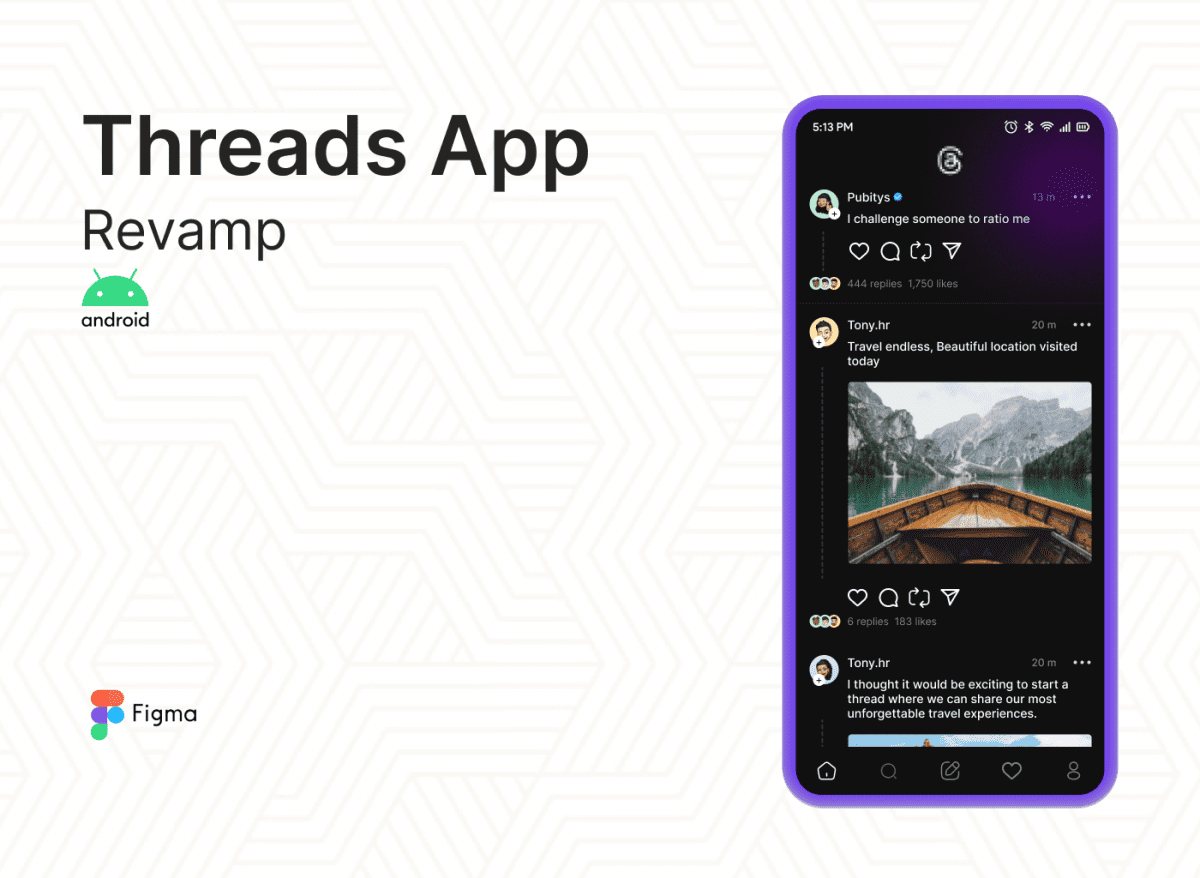 Threads App
Revamp
android
Figma
5:13 PM
Pubitys 13 m
I challenge someone to ratio me
444 replies 1,750 likes
Tony.hr 20 m
Travel endless, Beautiful location visited
today
6 replies 183 likes
Tony.hr 20 m
I thought it would be exciting to start a
thread where we can share our most
unforgettable travel experiences.